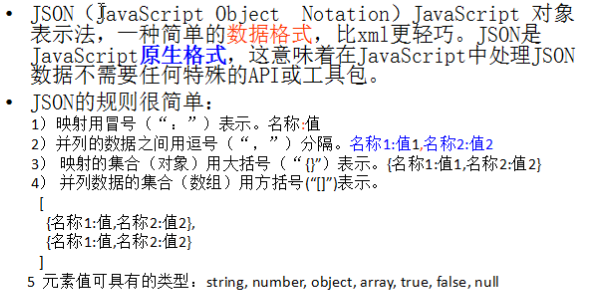 • JSON（JavaScript Object  Notation）JavaScript 对象
表示法，一种简单的数据格式，比xml更轻巧。JSON是
JavaScript原生格式，这意味着在JavaScript中处理JSON
数据不需要任何特殊的API或工具包。
• JSON的规则很简单：
1）映射用冒号（“：”）表示。名称:值
2）并列的数据之间用逗号（“，”）分隔。名称1:值1,名称2:值2
3） 映射的集合（对象）用大括号（“{}”）表示。{名称1:值1,名称2:值2}
4） 并列数据的集合（数组）用方括号(“[]”)表示。
[
{名称1:值,名称2:值2},
{名称1:值,名称2:值2}
]
5 元素值可具有的类型：string, number, object, array, true, false, null